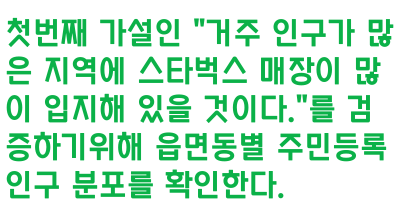 첫번째 가설인 "거주 인구가 많
은 지역에 스타벅스 매장이 많
이 입지해 있을 것이다."를 검
증하기위해 읍면동별 주민등록
인구 분포를 확인한다.